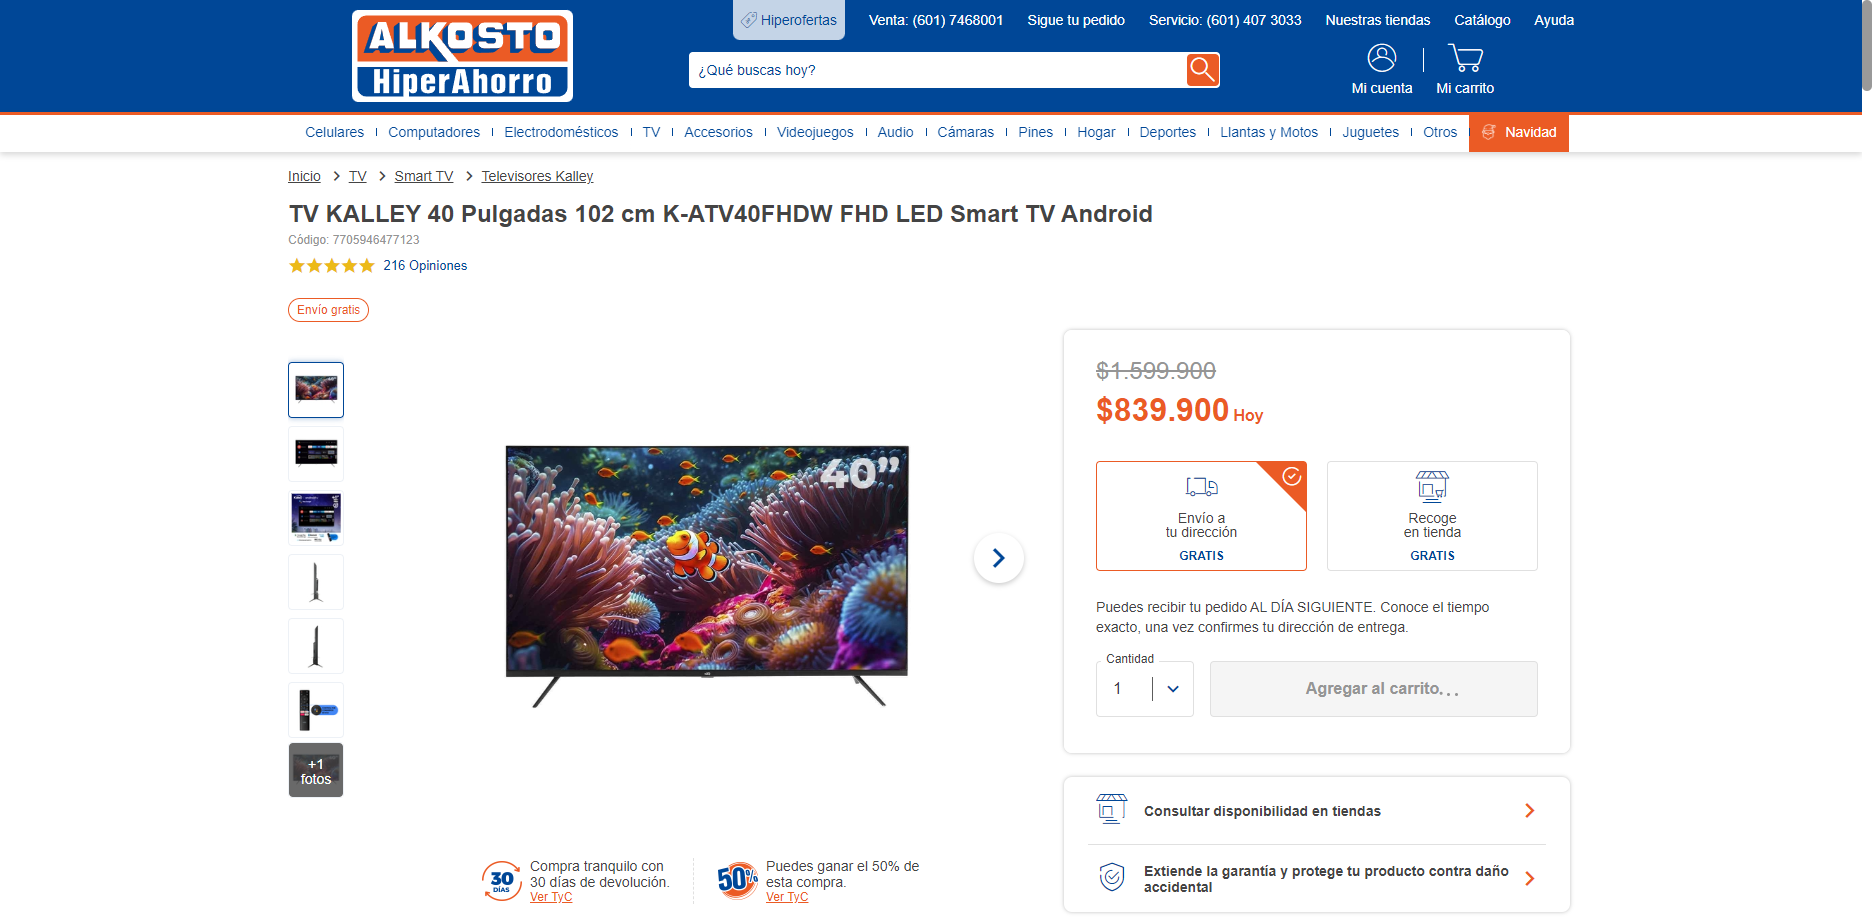 ALKOSTO
HiperAhorro
Hiperofertas
Venta: (601) 7468001
Sigue tu pedido
Servicio: (601) 407 3033
Nuestras tiendas
Catálogo
Ayuda
¿Qué buscas hoy?
Mi cuenta
Mi carrito
Celulares
Computadores
Electrodomésticos
TV
Accesorios
Videojuegos
Audio
Cámaras
Pines
Hogar
Deportes
Llantas y Motos
Juguetes
Otros
Navidad
Inicio > TV > Smart TV > Televisores Kalley
TV KALLEY 40 Pulgadas 102 cm K-ATV40FHDW FHD LED Smart TV Android
Código: 7705946477123
216 Opiniones
Envío gratis
+1
fotos
40”
$1.599.900
$839.900 Hoy
Envío a
tu dirección
GRATIS
Recoge
en tienda
GRATIS
Puedes recibir tu pedido AL DÍA SIGUIENTE. Conoce el tiempo
exacto, una vez confirmes tu dirección de entrega.
Cantidad
1
Agregar al carrito...
Consultar disponibilidad en tiendas
Extiende la garantía y protege tu producto contra daño
accidental
30
DÍAS
Compra tranquilo con
30 días de devolución.
Ver TyC
50%
Puedes ganar el 50% de
esta compra.
Ver TyC